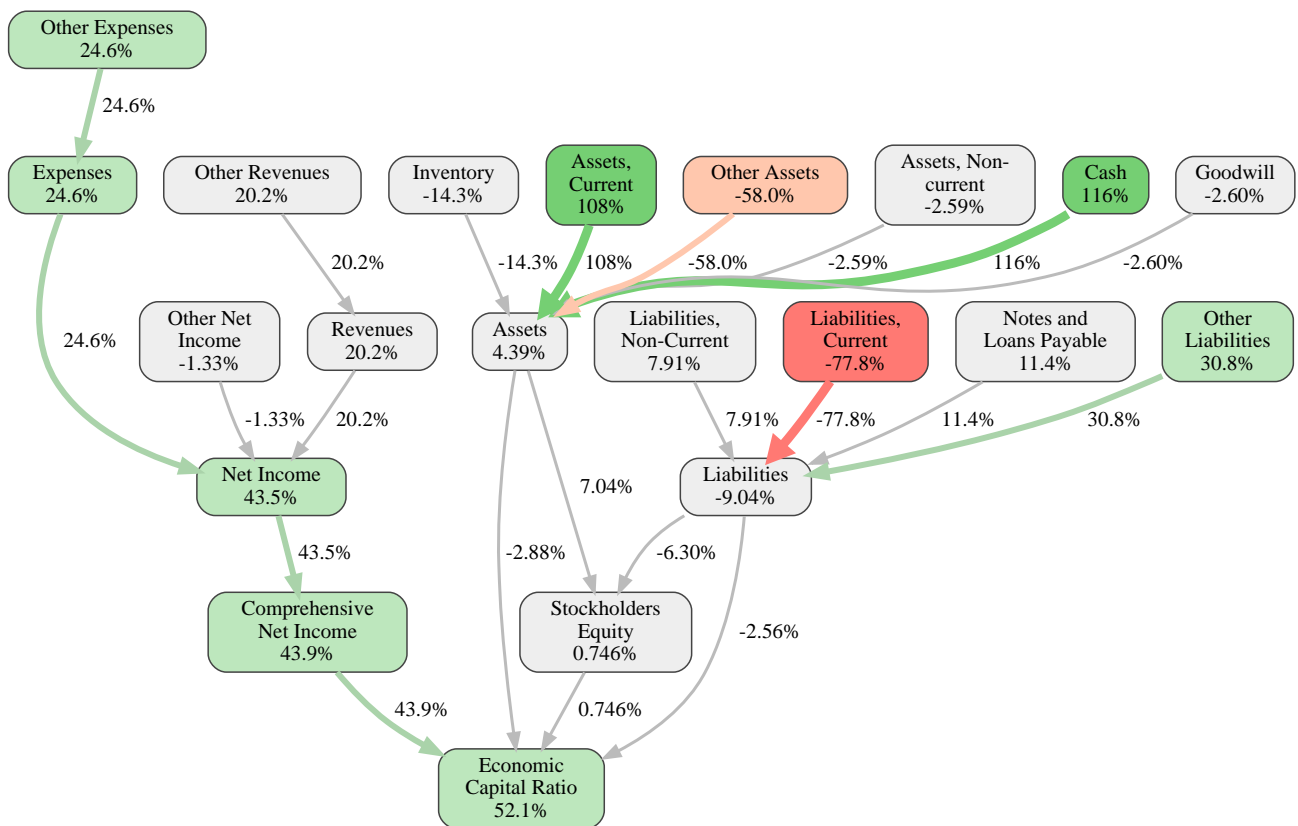 Other Expenses
24.6%
24.6%
Expenses
24.6%
Other Revenues
20.2%
Inventory
-14.3%
Assets,
Current
108%
Other Assets
-58.0%
Assets, Non-
current
-2.59%
Cash
116%
Goodwill
-2.60%
20.2%
-14.3%
108%
-58.0%
-2.59%
116%
-2.60%
24.6%
Other Net
Income
-1.33%
Revenues
20.2%
Assets
4.39%
Liabilities,
Non-Current
7.91%
Liabilities,
Current
-77.8%
Notes and
Loans Payable
11.4%
Other
Liabilities
30.8%
-1.33%
20.2%
7.91%
-77.8%
11.4%
30.8%
Net Income
43.5%
Liabilities
-9.04%
7.04%
43.5%
-2.88%
-6.30%
Comprehensive
Net Income
43.9%
Stockholders
Equity
0.746%
-2.56%
43.9%
0.746%
Economic
Capital Ratio
52.1%